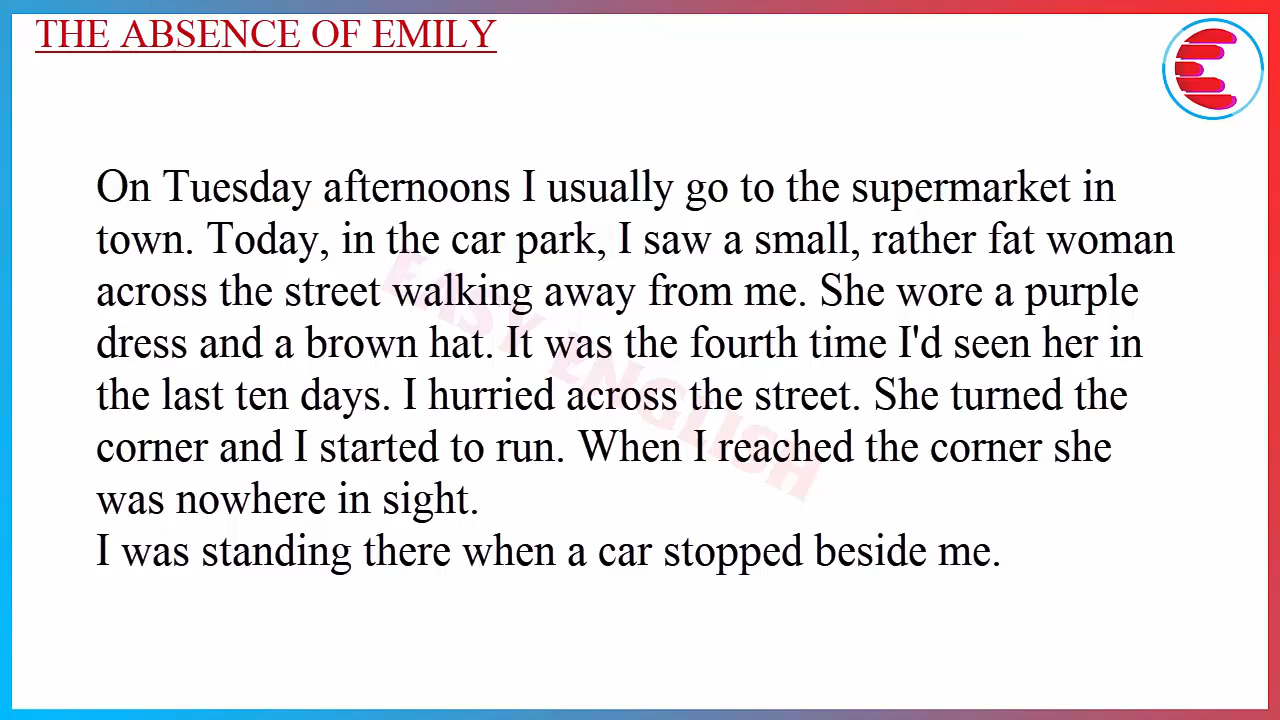 THE ABSENCE OF EMILY
On Tuesday afternoons I usually go to the supermarket in
town. Today, in the car park, I saw a small, rather fat woman
across the street walking away from me. She wore a purple
dress and a brown hat. It was the fourth time I'd seen her in
the last ten days. I hurried across the street. She turned the
corner and I started to run. When I reached the corner she
was nowhere in sight.
I was standing there when a car stopped beside me.
EASY ENGLISH